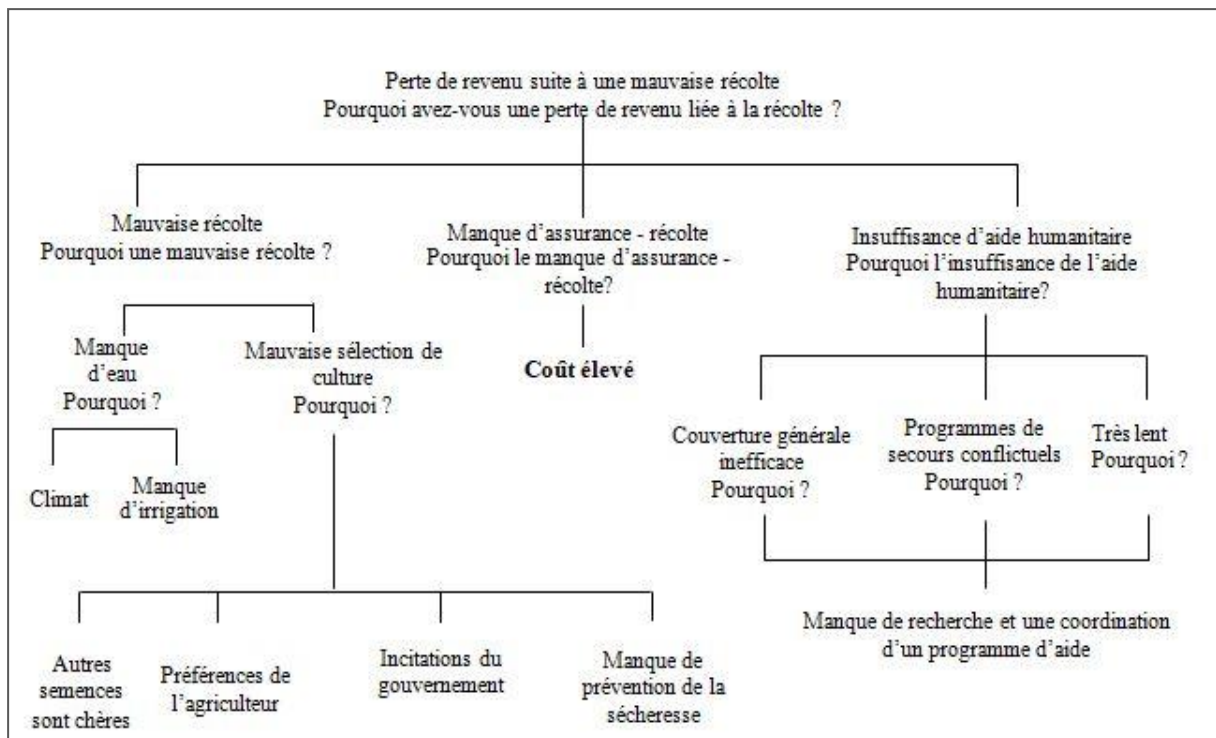 Perte de revenu suite à une mauvaise récolte
Pourquoi avez-vous une perte de revenu liée à la récolte ?
Mauvaise récolte
Pourquoi une mauvaise récolte ?
Manque d’assurance - récolte
Pourquoi le manque d’assurance -
récolte?
Insuffisance d’aide humanitaire
Pourquoi l’insuffisance de l’aide
humanitaire?
Manque
d’eau
Pourquoi ?
Mauvaise sélection de
culture
Pourquoi ?
Coût élevé
Couverture générale
inefficace
Pourquoi ?
Programmes de
secours conflictuels
Pourquoi ?
Très lent
Pourquoi ?
Climat
Manque
d’irrigation
Manque de recherche et une coordination
d’un programme d’aide
Autres
semences
sont chères
Préférences de
l’agriculteur
Incitations du
gouvernement
Manque de
prévention de la
sécheresse